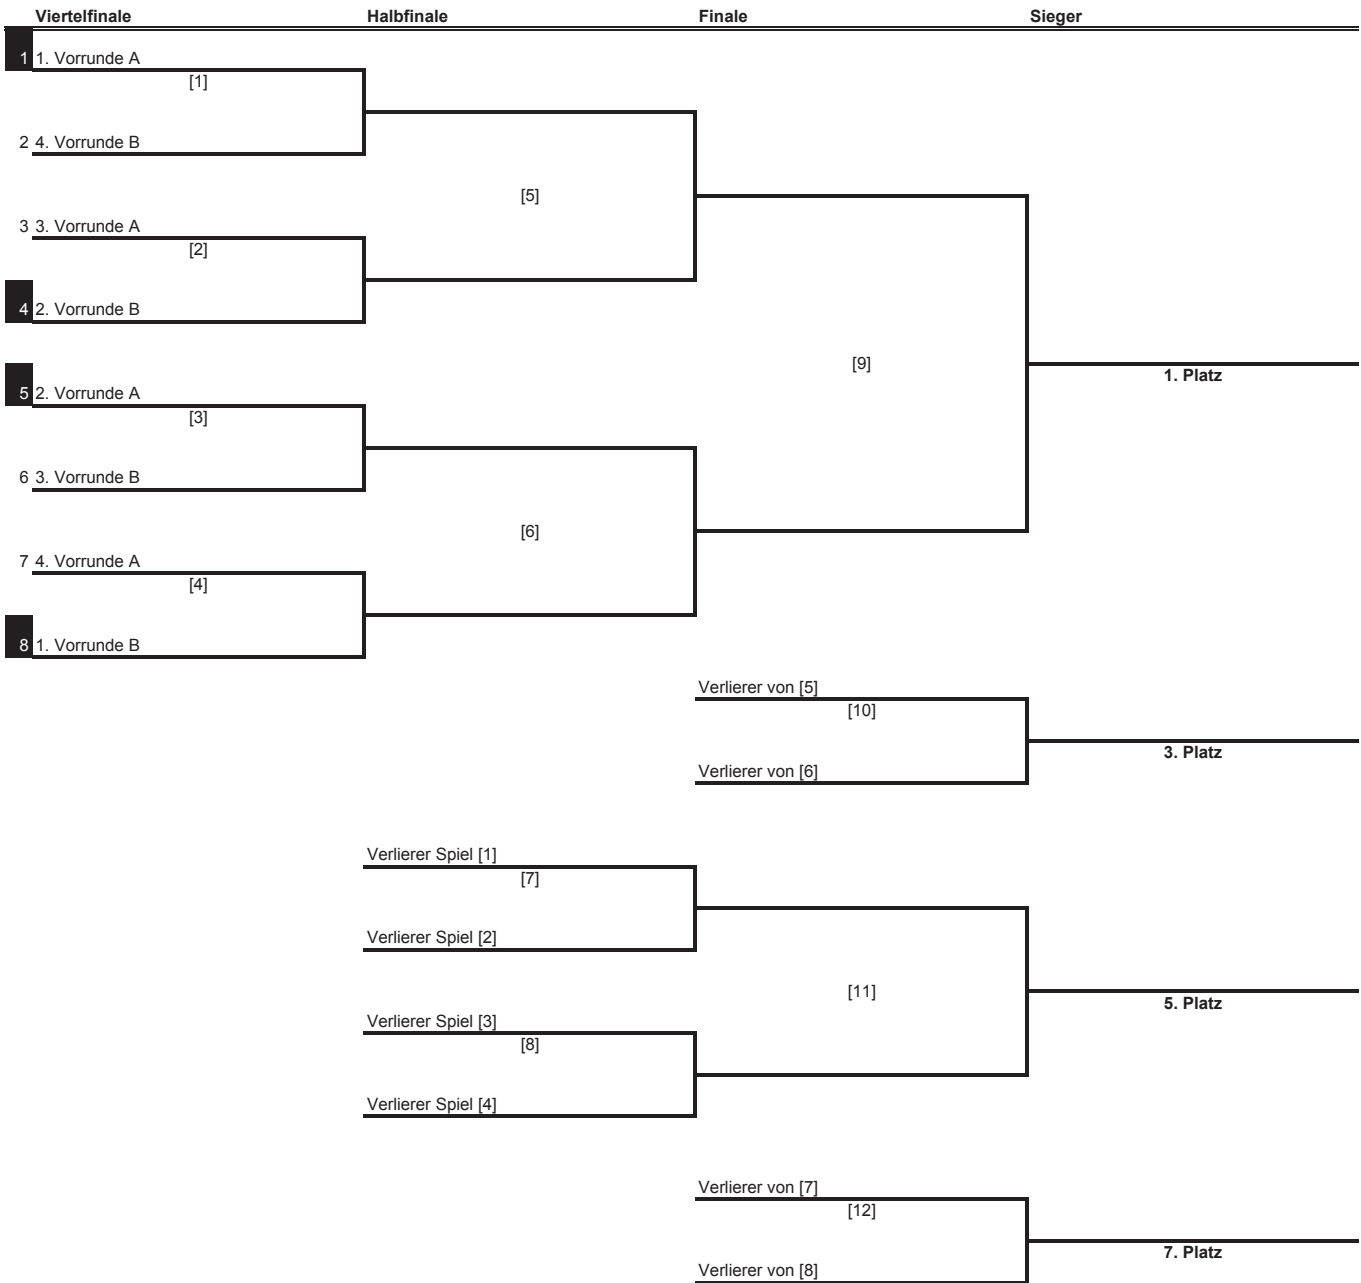 Viertelfinale Halbfinale Finale Sieger
1 1. Vorrunde A
[1]
2 4. Vorrunde B
[5]
3 3. Vorrunde A
[2]
4 2. Vorrunde B
[9]
1. Platz
5 2. Vorrunde A
[3]
6 3. Vorrunde B
[6]
7 4. Vorrunde A
[4]
8 1. Vorrunde B
Verlierer von [5]
[10]
3. Platz
Verlierer von [6]
Verlierer Spiel [1]
[7]
Verlierer Spiel [2]
[11]
5. Platz
Verlierer Spiel [3]
[8]
Verlierer Spiel [4]
Verlierer von [7]
[12]
7. Platz
Verlierer von [8]